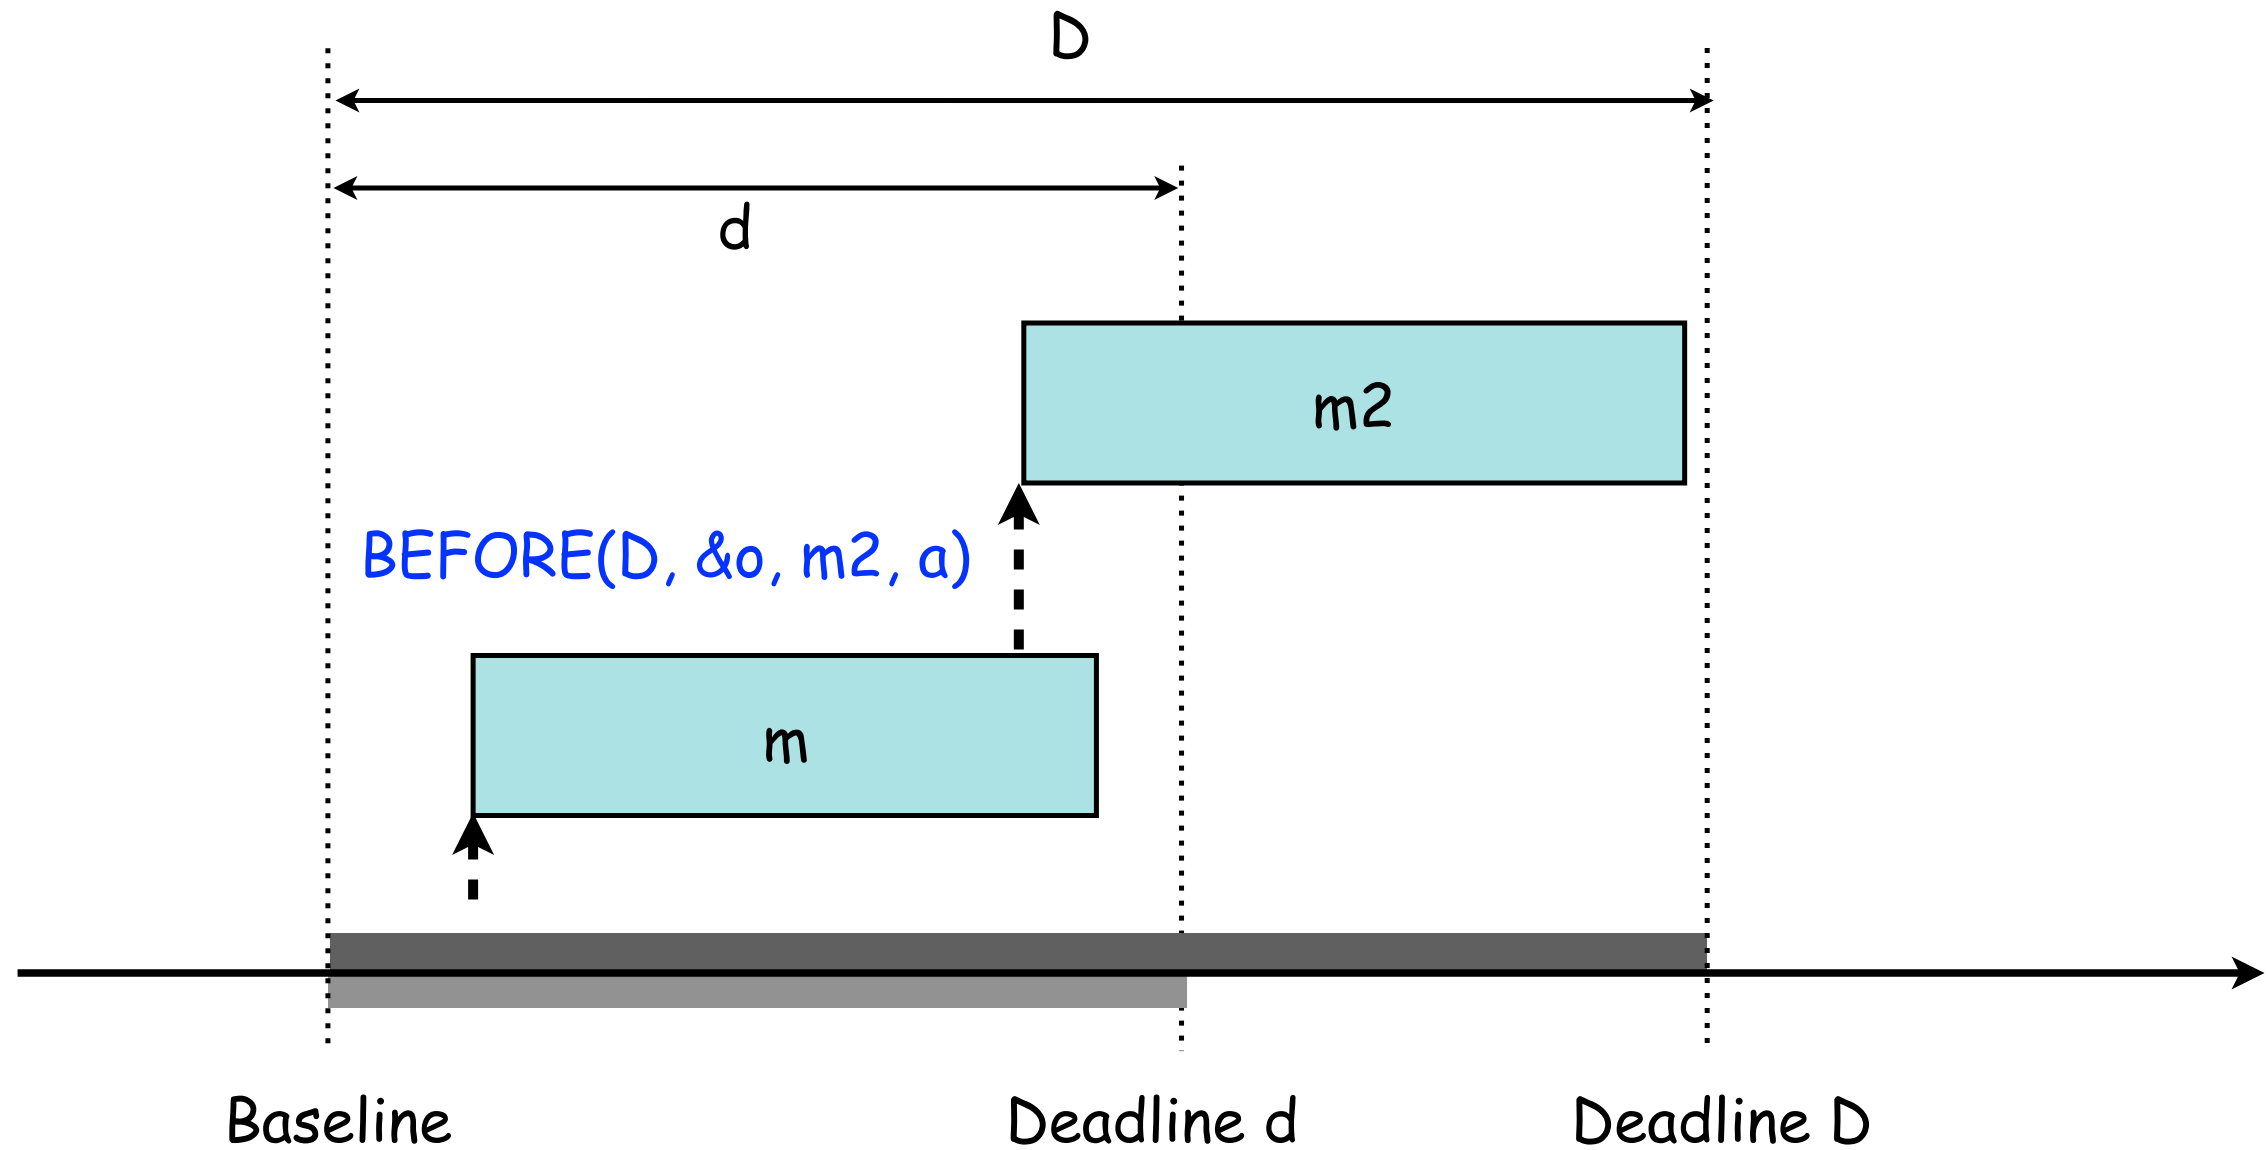 D
d
m2
BEFORE(D, &o, m2, a)
m
Baseline
Deadline d
Deadline D